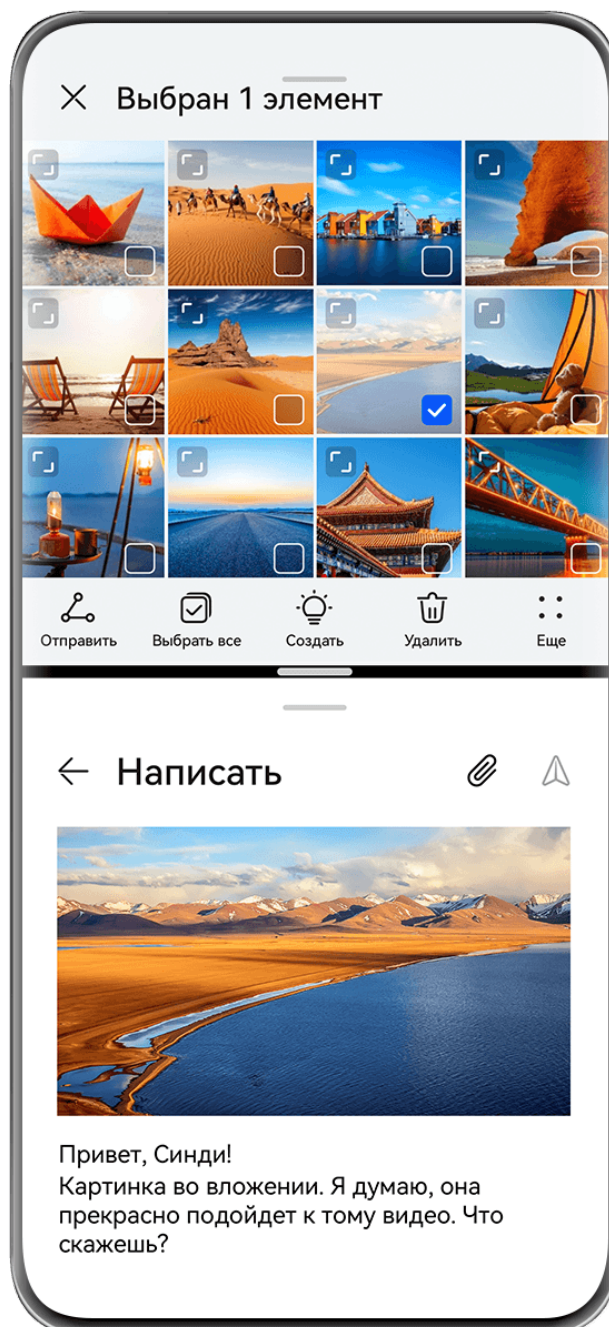 Выбран 1 элемент
Отправить
Выбрать все
Создать
Удалить
Еще
Написать
Привет, Синди!
Картинка во вложении. Я думаю, она
прекрасно подойдет к тому видео. Что
скажешь?